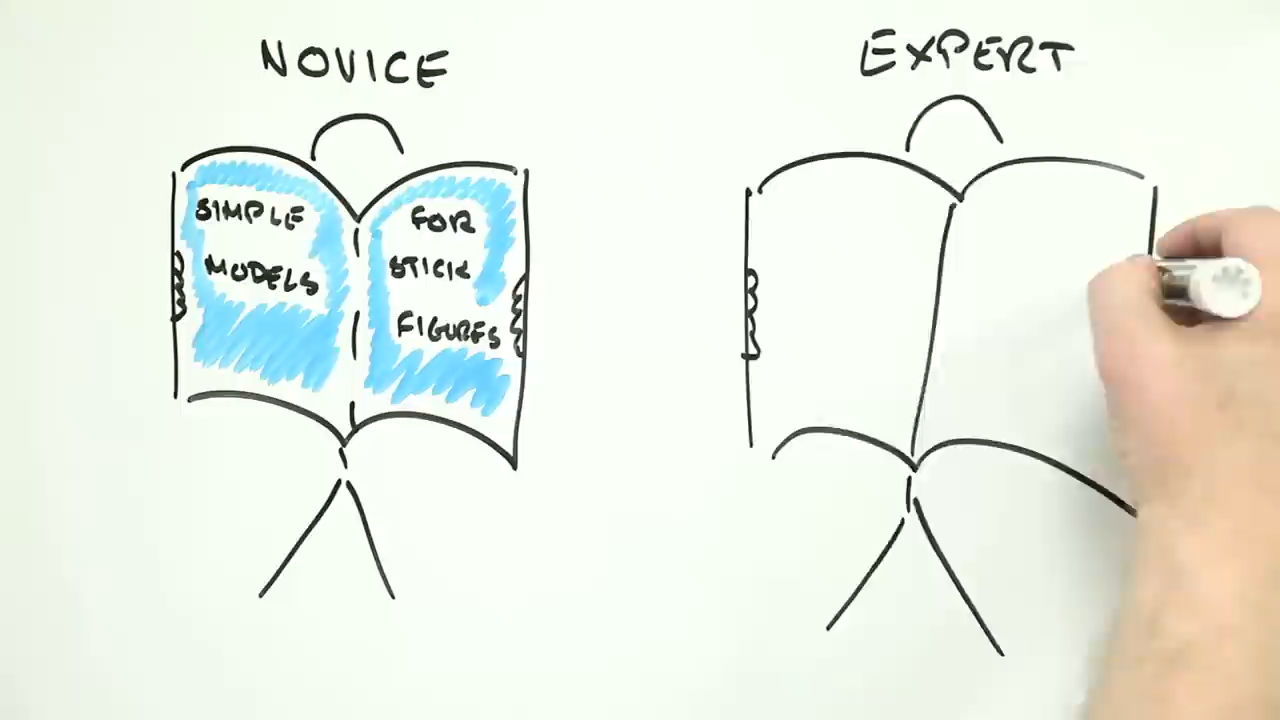 NOVICE
EXPERT
SIMPLE
MODELS
FOR
STICK
FIGURES